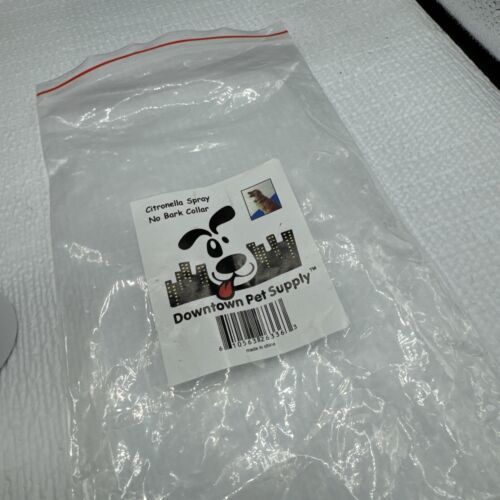 Citronella Spray
No Bark Collar
Downtown Pet Supply™
made in china